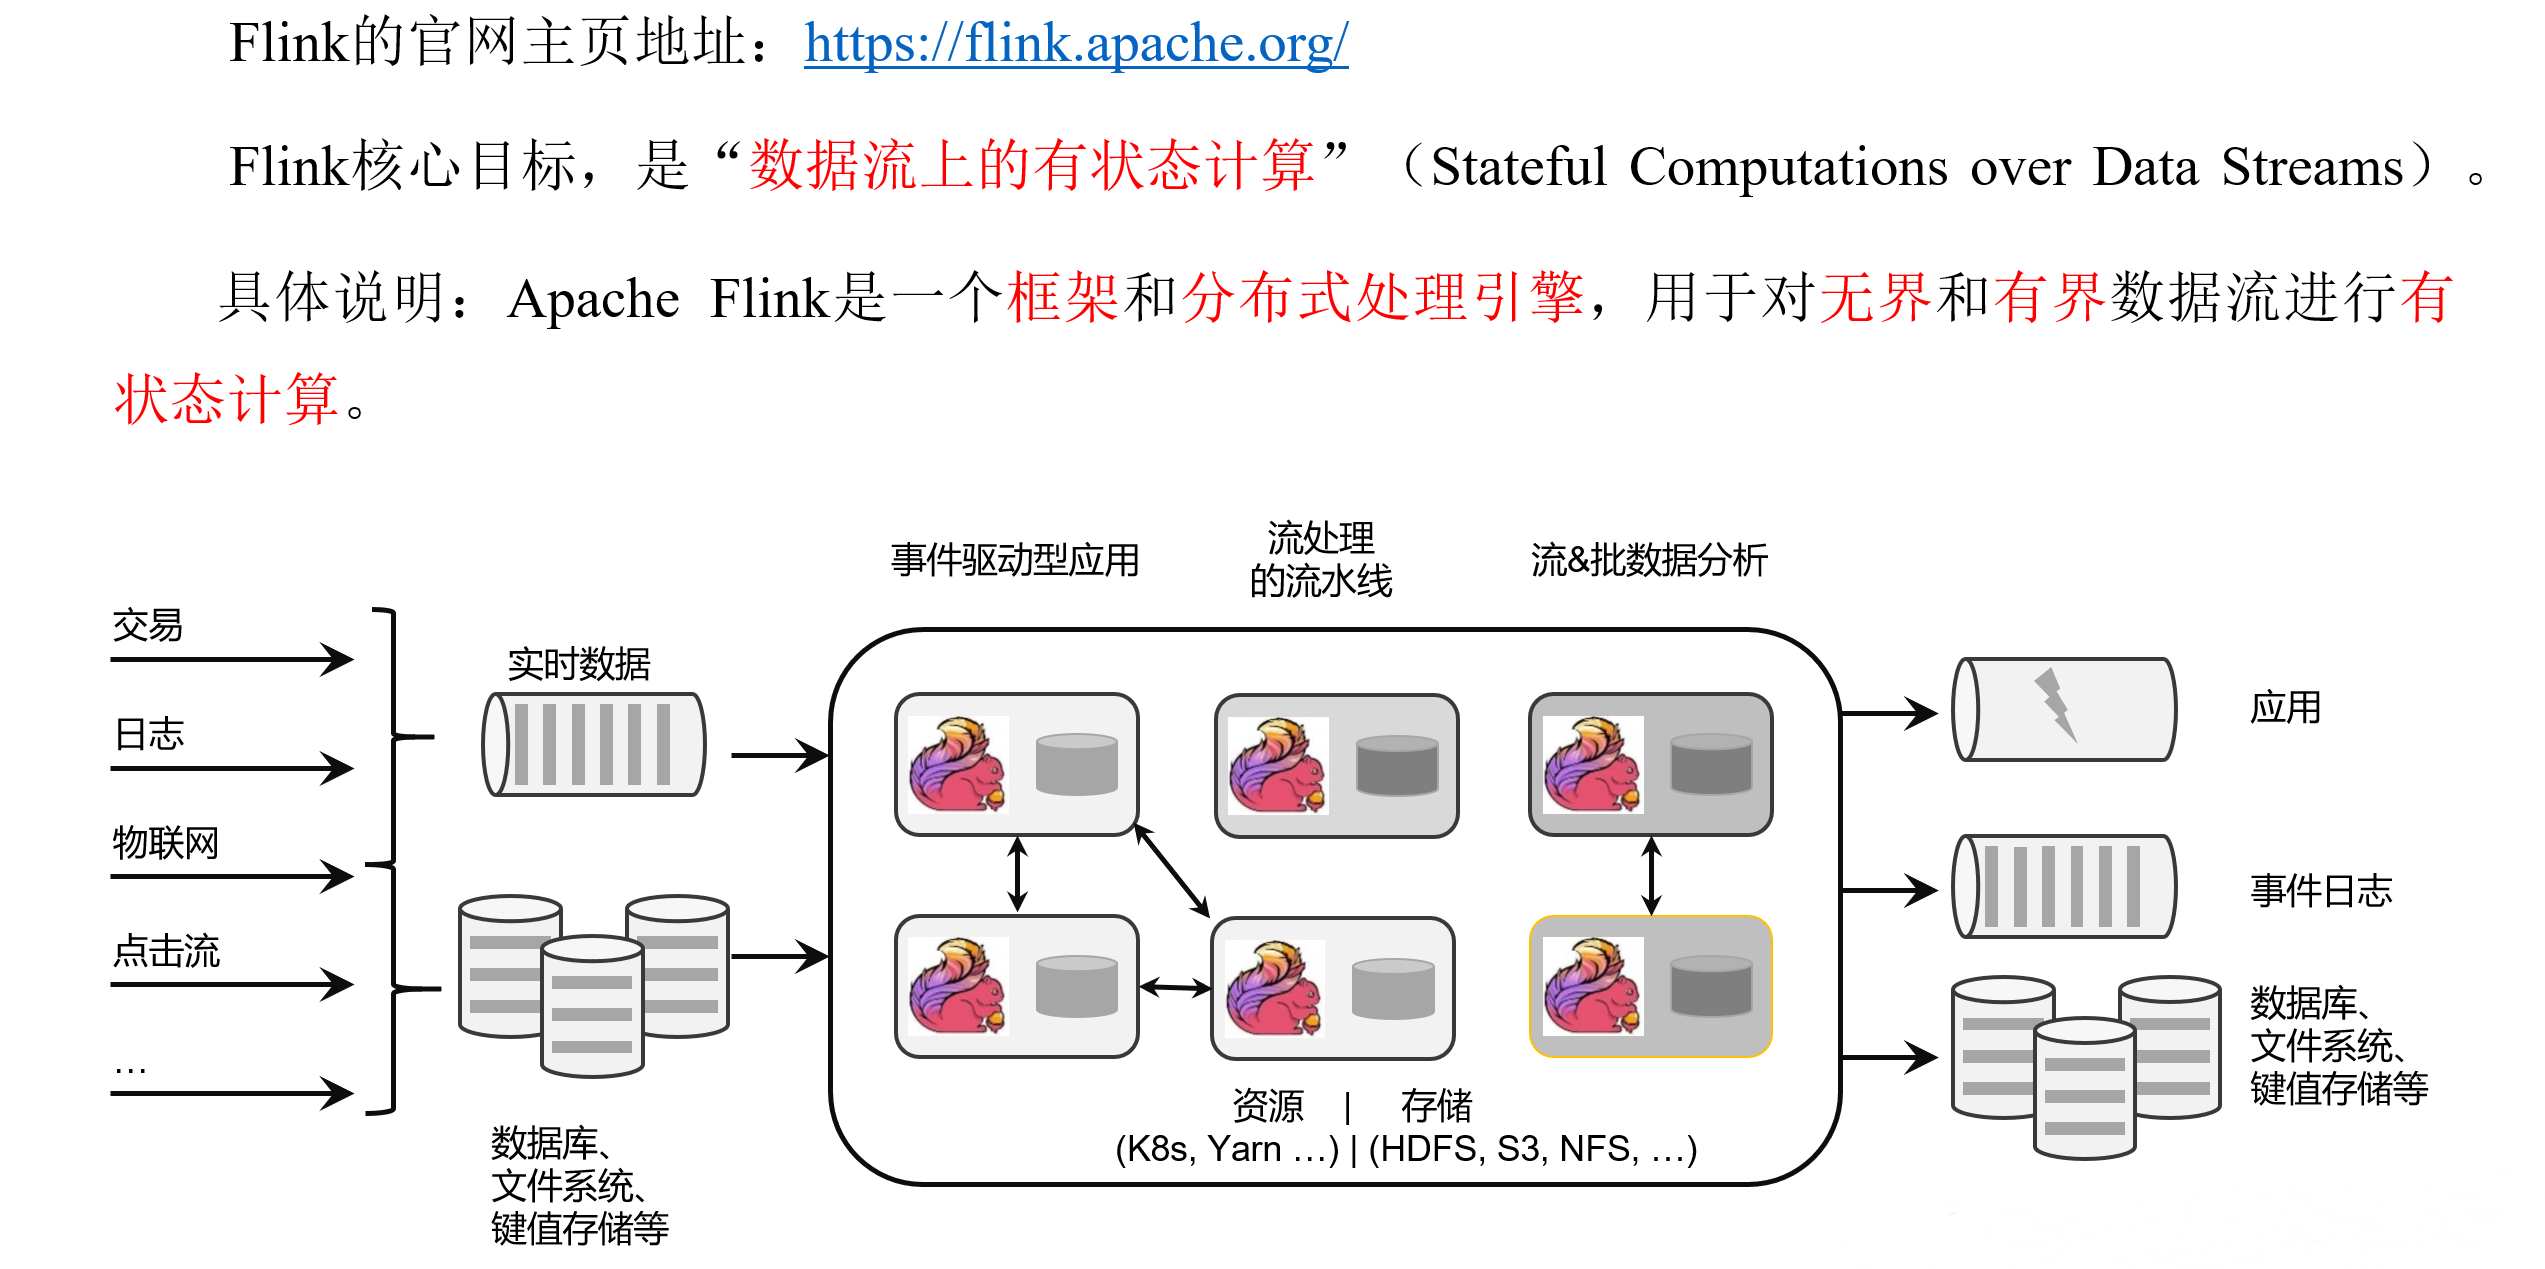 Flink的官网主页地址：https://flink.apache.org/
Flink核心目标，是“数据流上的有状态计算”（Stateful Computations over Data Streams）。
具体说明：Apache Flink是一个框架和分布式处理引擎，用于对无界和有界数据流进行有
状态计算。
事件驱动型应用
流处理
的流水线
流&批数据分析
交易
日志
物联网
点击流
…
实时数据
数据库、
文件系统、
键值存储等
资源 | 存储
(K8s, Yarn …) | (HDFS, S3, NFS, …)
应用
事件日志
数据库、
文件系统、
键值存储等